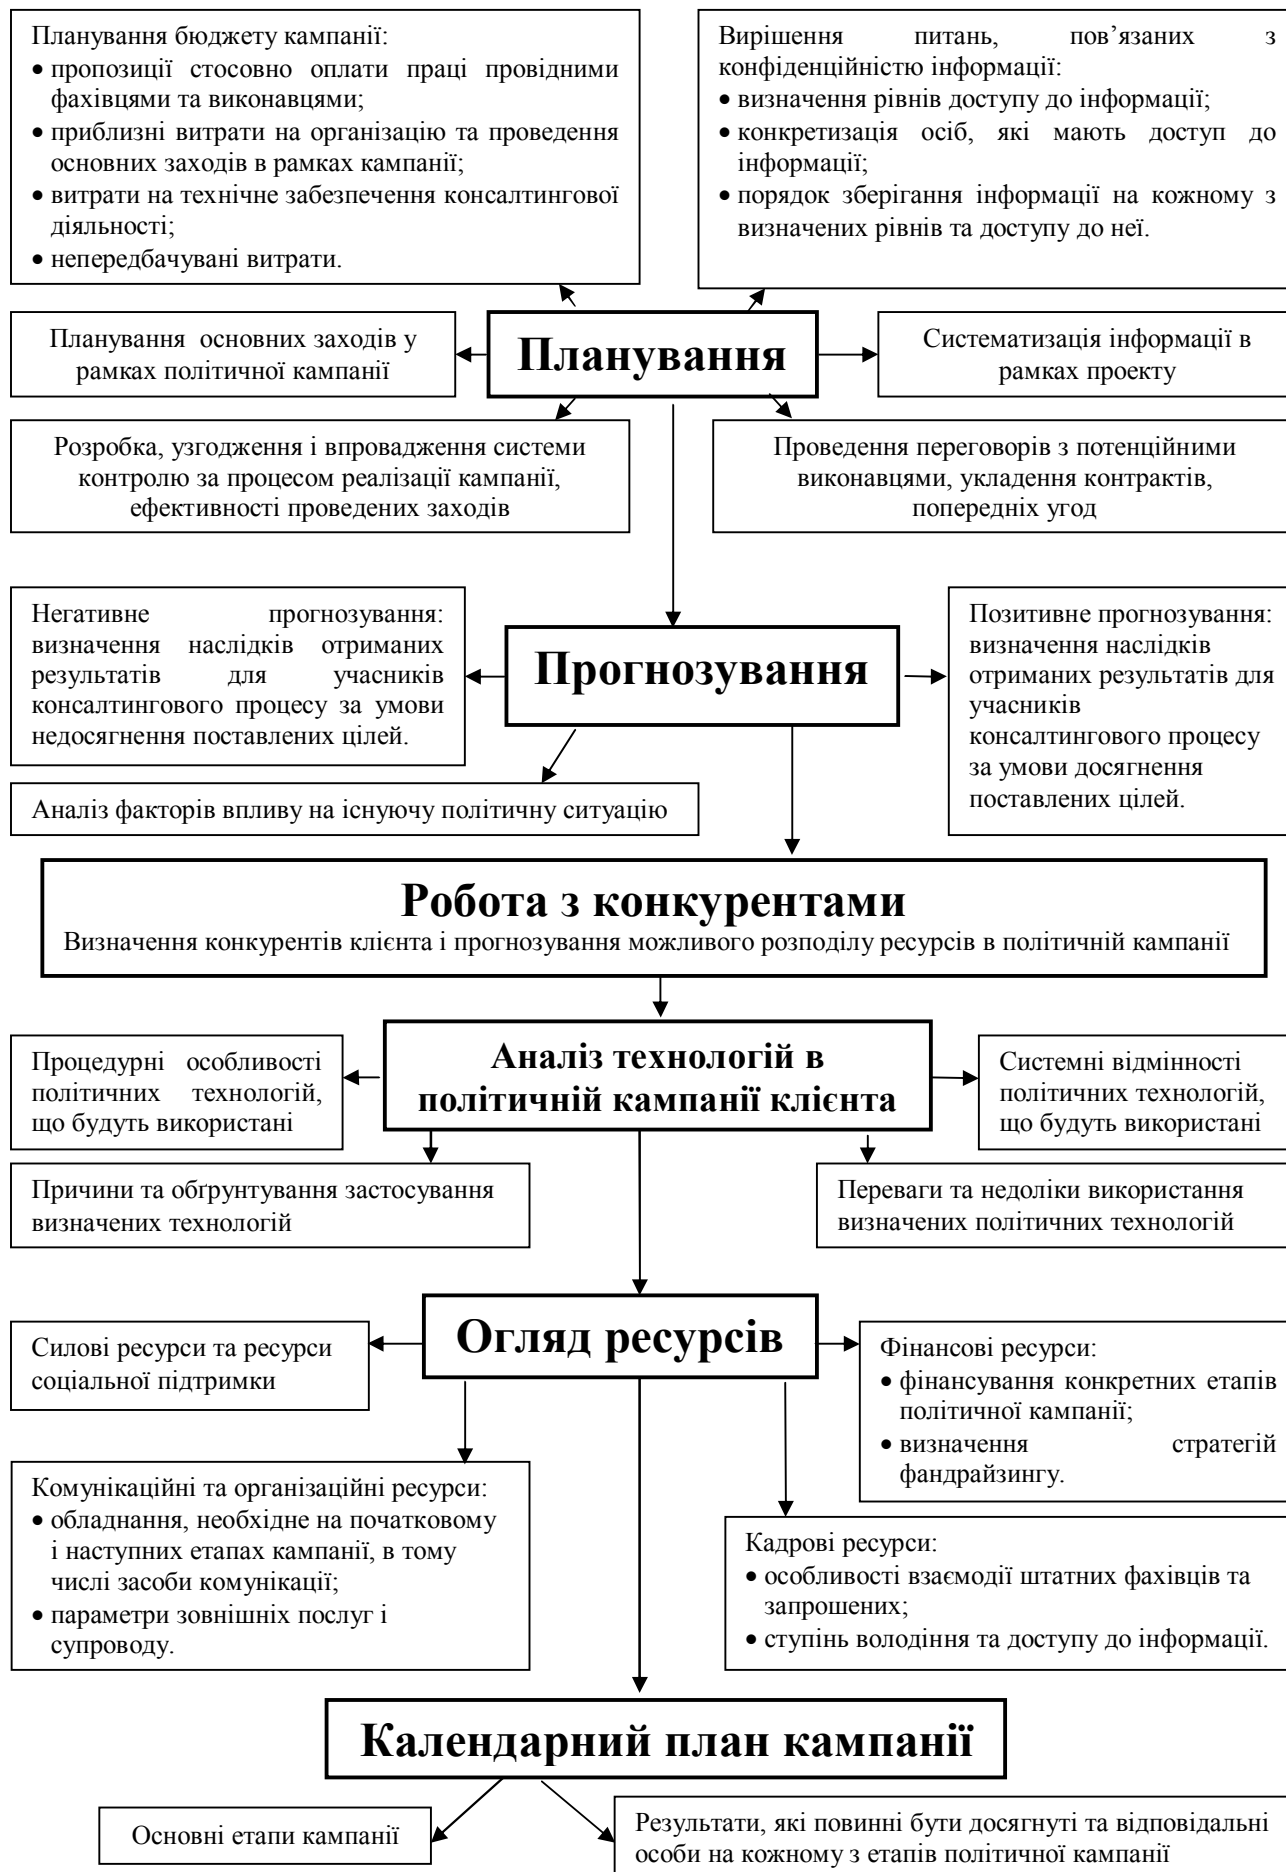 Планування бюджету кампанії:
• пропозиції стосовно оплати праці провідними
фахівцями та виконавцями;
• приблизні витрати на організацію та проведення
основних заходів в рамках кампанії;
• витрати на технічне забезпечення консалтингової
діяльності;
• непередбачувані витрати.
Вирішення питань, пов’язаних з
конфіденційністю інформації:
• визначення рівнів доступу до інформації;
• конкретизація осіб, які мають доступ до
інформації;
• порядок зберігання інформації на кожному з
визначених рівнів та доступу до неї.
Планування основних заходів у
рамках політичної кампанії
Планування
Систематизація інформації в
рамках проекту
Розробка, узгодження і впровадження системи
контролю за процесом реалізації кампанії,
ефективності проведених заходів
Проведення переговорів з потенційними
виконавцями, укладення контрактів,
попередніх угод
Негативне прогнозування:
визначення наслідків отриманих
результатів для учасників
консалтингового процесу за умови
недосягнення поставлених цілей.
Прогнозування
Позитивне прогнозування:
визначення наслідків
отриманих результатів для
учасників
консалтингового процесу
за умови досягнення
поставлених цілей.
Аналіз факторів впливу на існуючу політичну ситуацію
Робота з конкурентами
Визначення конкурентів клієнта і прогнозування можливого розподілу ресурсів в політичній кампанії
Процедурні особливості
політичних технологій,
що будуть використані
Аналіз технологій в
політичній кампанії клієнта
Системні відмінності
політичних технологій,
що будуть використані
Причини та обґрунтування застосування
визначених технологій
Переваги та недоліки використання
визначених політичних технологій
Силові ресурси та ресурси
соціальної підтримки
Огляд ресурсів
Фінансові ресурси:
• фінансування конкретних етапів
політичної кампанії;
• визначення стратегій
фандрайзингу.
Комунікаційні та організаційні ресурси:
• обладнання, необхідне на початковому
і наступних етапах кампанії, в тому
числі засоби комунікації;
• параметри зовнішніх послуг і
супроводу.
Кадрові ресурси:
• особливості взаємодії штатних фахівців та
запрошених;
• ступінь володіння та доступу до інформації.
Календарний план кампанії
Основні етапи кампанії
Результати, які повинні бути досягнуті та відповідальні
особи на кожному з етапів політичної кампанії